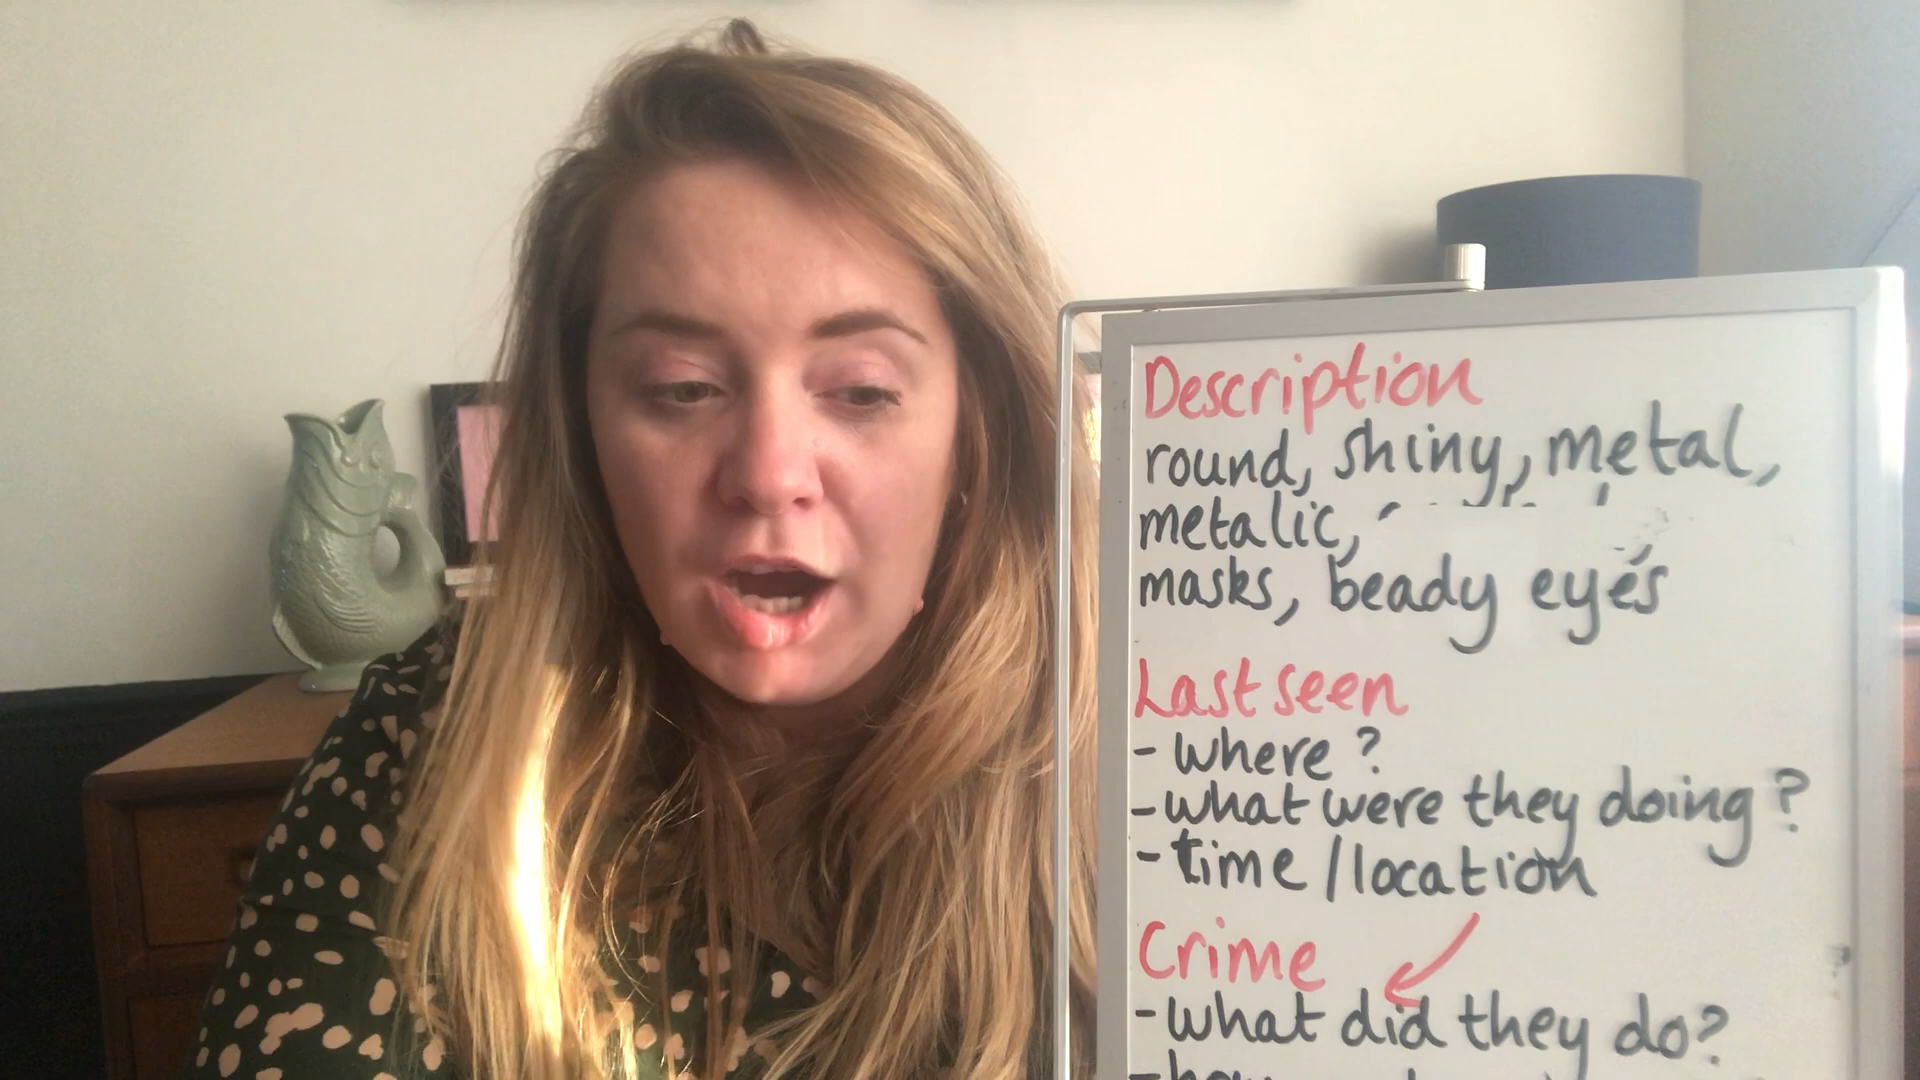 Description
round, shiny, metal,
metalic,
masks, beady eyes
Last seen
- where?
- what were they doing?
- time / location
Crime
- what did they do?